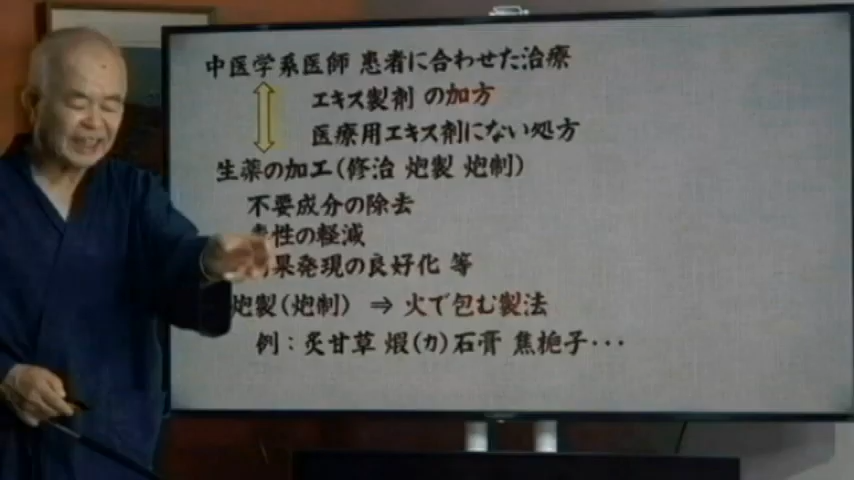 中医学系医師 患者に合わせた治療
エキス製剤 の加方
医療用エキス剤にない処方
生薬の加工(修治 炮製 炮制)
不要成分の除去
性の軽減
果発現の良好化 等
炮製(炮制) ⇒ 火で包む製法
例:炙甘草 煆(カ)石膏 焦梔子・・・